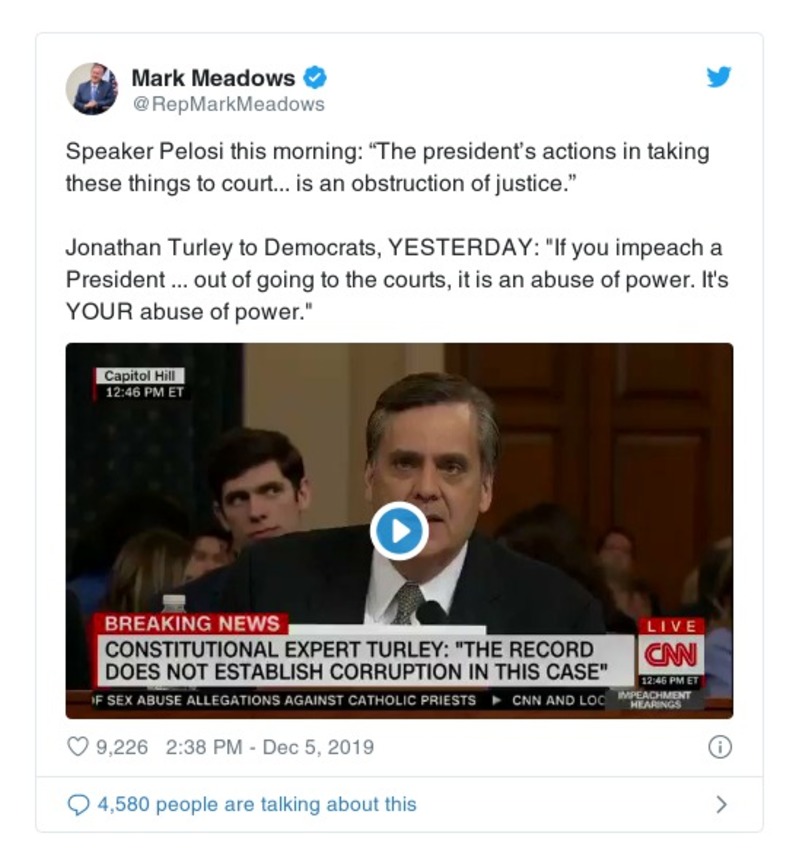 Mark Meadows
@RepMarkMeadows
Speaker Pelosi this morning: “The president’s actions in taking
these things to court... is an obstruction of justice.”
Jonathan Turley to Democrats, YESTERDAY: "If you impeach a
President ... out of going to the courts, it is an abuse of power. It's
YOUR abuse of power."
Capitol Hill
12:46 PM ET
BREAKING NEWS
CONSTITUTIONAL EXPERT TURLEY: "THE RECORD
DOES NOT ESTABLISH CORRUPTION IN THIS CASE"
LIVE
CNN
12:46 PM ET
OF SEX ABUSE ALLEGATIONS AGAINST CATHOLIC PRIESTS ▶ CNN AND LOC
IMPEACHMENT
HEARINGS
9,226 2:38 PM - Dec 5, 2019
4,580 people are talking about this